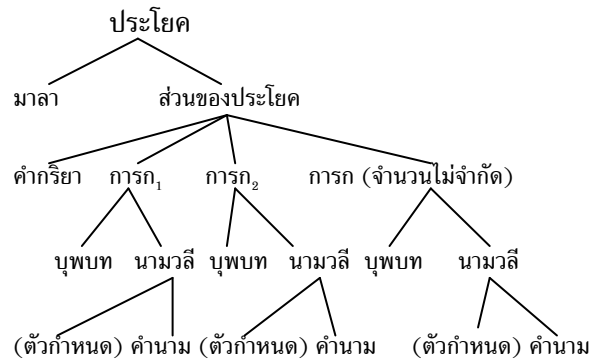 ประโยค
มาลา ส่วนของประโยค
คำกริยา การก₁ การก₂ การก (จำนวนไม่จำกัด)
บุพบท นามวลี บุพบท นามวลี บุพบท นามวลี
(ตัวกำหนด) คำนาม (ตัวกำหนด) คำนาม (ตัวกำหนด) คำนาม